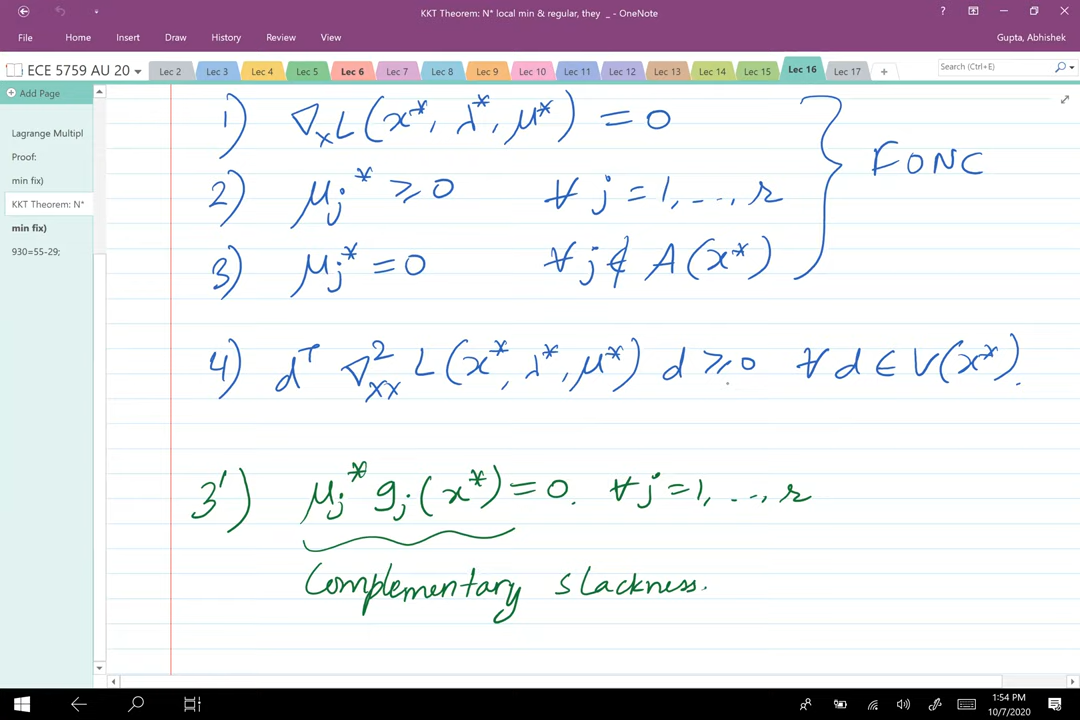 KKT Theorem: N* local min & regular, they _ - OneNote
? Gupta, Abhishek
File Home Insert Draw History Review View
ECE 5759 AU 20 Lec 2 Lec 3 Lec 4 Lec 5 Lec 6 Lec 7 Lec 8 Lec 9 Lec 10 Lec 11 Lec 12 Lec 13 Lec 14 Lec 15 Lec 16 Lec 17 + Search (Ctrl+E)
Add Page
Lagrange Multipl
Proof:
min fix)
KKT Theorem: N*
min fix)
930=55-29;
1) ∇ₓL(x*, λ*, μ*) = 0
2) μⱼ* ≥ 0 ∀ j = 1, ..., r
3) μⱼ* = 0 ∀ j ∉ A(x*)
FONC
4) dᵀ ∇²ₓₓ L(x*, λ*, μ*) d ≥ 0 ∀ d ∈ V(x*).
3') μⱼ* gⱼ(x*) = 0. ∀ j = 1, ..., r
Complementary slackness.
1:54 PM
10/7/2020